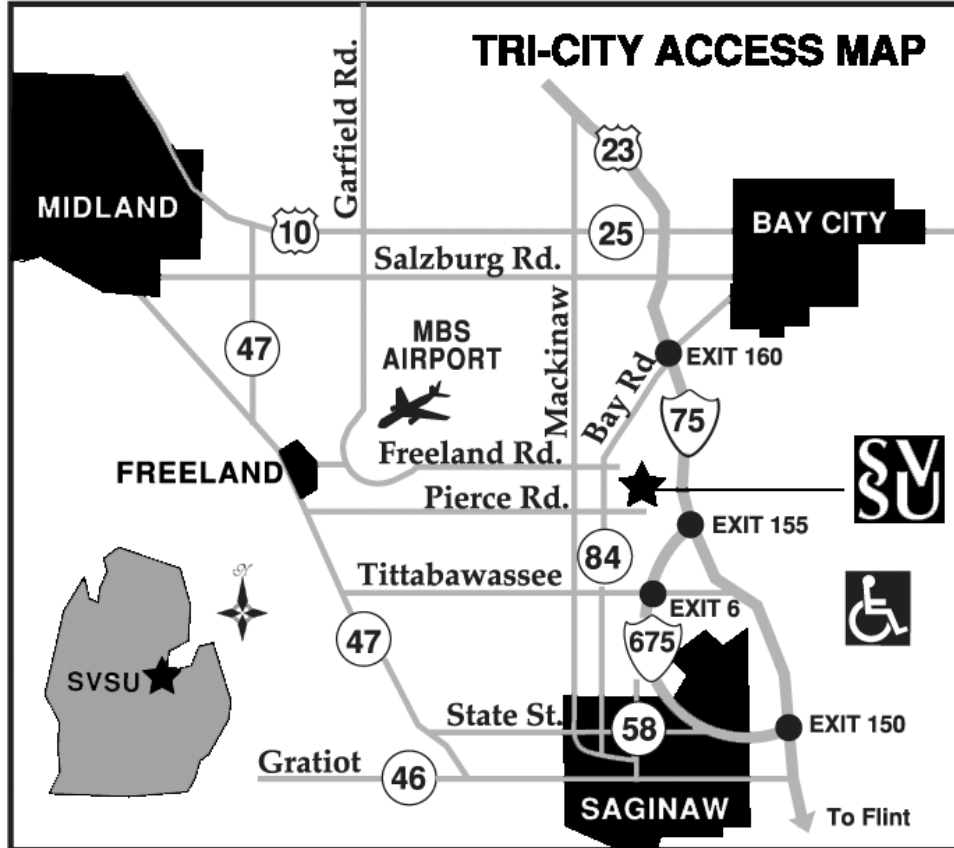 TRI-CITY ACCESS MAP
Garfield Rd.
23
MIDLAND
10
25
BAY CITY
Salzburg Rd.
47
MBS
AIRPORT
Mackinaw
Bay Rd
EXIT 160
75
FREELAND
Freeland Rd.
Pierce Rd.
SV
SU
EXIT 155
84
Tittabawassee
EXIT 6
47
675
SVSU
State St.
58
EXIT 150
Gratiot
46
SAGINAW
To Flint